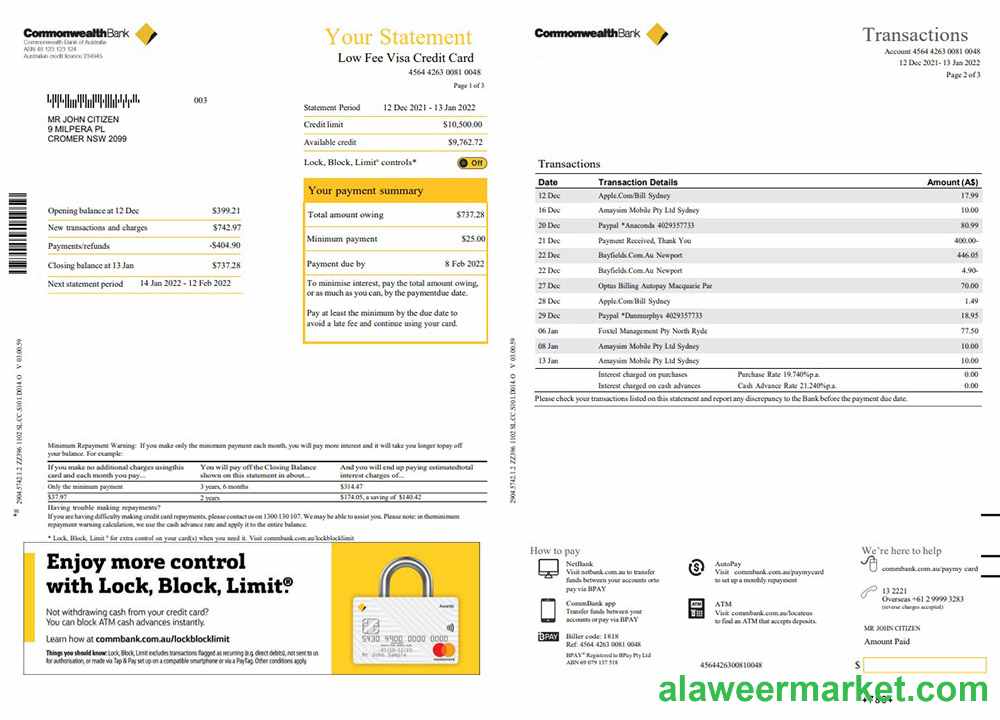 CommonwealthBank
Commonwealth Bank of Australia
ABN 48 123 123 124
Australian credit licence 234945
Your Statement
Low Fee Visa Credit Card
4564 4263 0081 0048
Page 1 of 3
003
MR JOHN CITIZEN
9 MILPERA PL
CROMER NSW 2099
Statement Period 12 Dec 2021 - 13 Jan 2022
Credit limit $10,500.00
Available credit $9,762.72
Lock, Block, Limit® controls* Off
Your payment summary
Total amount owing $737.28
Minimum payment $25.00
Payment due by 8 Feb 2022
To minimise interest, pay the total amount owing,
or as much as you can, by the paymentdue date.
Pay at least the minimum by the due date to
avoid a late fee and continue using your card.
Opening balance at 12 Dec $399.21
New transactions and charges $742.97
Payments/refunds -$404.90
Closing balance at 13 Jan $737.28
Next statement period 14 Jan 2022 - 12 Feb 2022
*# 2904.5742.1.2 ZZ396 1102 SL.CC.S101.D014.O V 03.00.59
Minimum Repayment Warning: If you make only the minimum payment each month, you will pay more interest and it will take you longer topay off
your balance. For example:
If you make no additional charges usingthis
card and each month you pay...
You will pay off the Closing Balance
shown on this statement in about...
And you will end up paying estimatedtotal
interest charges of...
Only the minimum payment 3 years, 6 months $314.47
$37.97 2 years $174.05, a saving of $140.42
Having trouble making repayments?
If you are having difficulty making credit card repayments, please contact us on 1300 130 107. We may be able to assist you. Please note: in theminimum
repayment warning calculation, we use the cash advance rate and apply it to the entire balance.
* Lock, Block, Limit® for extra control on your card(s) when you need it. Visit commbank.com.au/lockblocklimit
Enjoy more control
with Lock, Block, Limit®
Not withdrawing cash from your credit card?
You can block ATM cash advances instantly.
Learn how at commbank.com.au/lockblocklimit
Things you should know: Lock, Block, Limit excludes transactions flagged as recurring (e.g. direct debits), not sent to us
for authorisation, or made via Tap & Pay set up on a compatible smartphone or via a PayTag. Other conditions apply.
Awards
5930 9900 0000 0000
Mr John Sample
mastercard
CommonwealthBank
Transactions
Account 4564 4263 0081 0048
12 Dec 2021- 13 Jan 2022
Page 2 of 3
Transactions
Date Transaction Details Amount (A$)
12 Dec Apple.Com/Bill Sydney 17.99
16 Dec Amaysim Mobile Pty Ltd Sydney 10.00
20 Dec Paypal *Anaconda 4029357733 80.99
21 Dec Payment Received, Thank You 400.00-
22 Dec Bayfields.Com.Au Newport 446.05
22 Dec Bayfields.Com.Au Newport 4.90-
27 Dec Optus Billing Autopay Macquarie Par 70.00
28 Dec Apple.Com/Bill Sydney 1.49
29 Dec Paypal *Danmurphys 4029357733 18.95
06 Jan Foxtel Management Pty North Ryde 77.50
08 Jan Amaysim Mobile Pty Ltd Sydney 10.00
13 Jan Amaysim Mobile Pty Ltd Sydney 10.00
Interest charged on purchases Purchase Rate 19.740%p.a. 0.00
Interest charged on cash advances Cash Advance Rate 21.240%p.a. 0.00
Please check your transactions listed on this statement and report any discrepancy to the Bank before the payment due date.
2904.5742.1.2 ZZ396 1102 SL.CC.S101.D014.O V 03.00.59
How to pay
NetBank
Visit netbank.com.au to transfer
funds between your accounts orto
pay via BPAY
CommBank app
Transfer funds between your
accounts or pay via BPAY
BPAY
Biller code: 1818
Ref: 4564 4263 0081 0048
BPAY® Registered to BPay Pty Ltd
ABN 69 079 137 518
AutoPay
Visit commbank.com.au/paymycard
to set up a monthly repayment
ATM
Visit commbank.com.au/locateus
to find an ATM that accepts deposits.
4564426300810048
We're here to help
commbank.com.au/paymy card
13 2221
Overseas +61 2 9999 3283
(reverse charges accepted)
MR JOHN CITIZEN
Amount Paid
$
alaweermarket.com